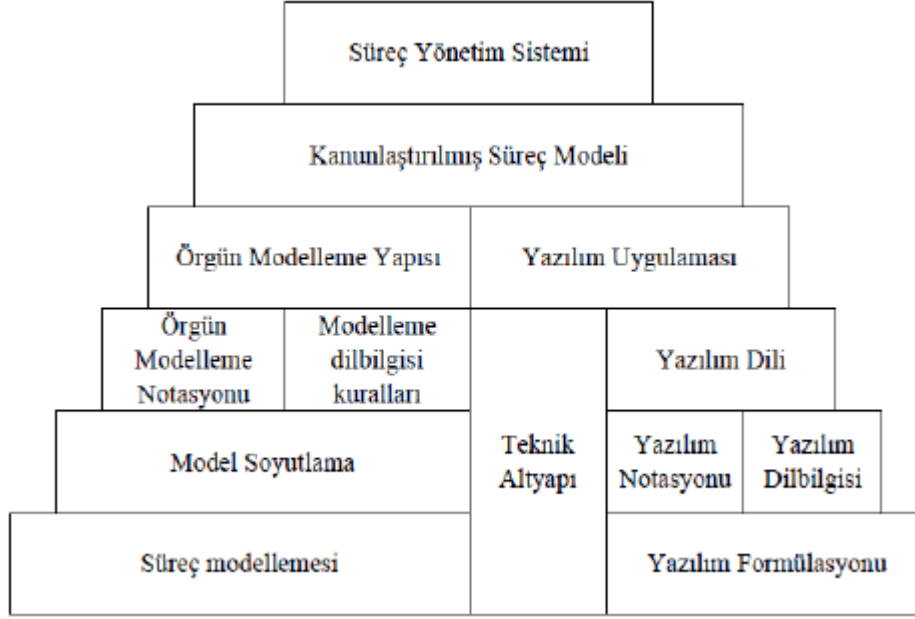 Süreç Yönetim Sistemi
Kanunlaştırılmış Süreç Modeli
Örgün Modelleme Yapısı
Yazılım Uygulaması
Örgün
Modelleme
Notasyonu
Modelleme
dilbilgisi
kuralları
Yazılım Dili
Model Soyutlama
Teknik
Altyapı
Yazılım
Notasyonu
Yazılım
Dilbilgisi
Süreç modellemesi
Yazılım Formülasyonu